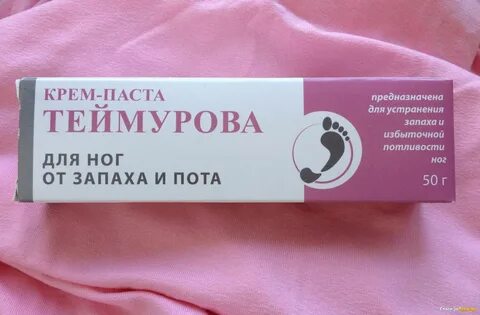 КРЕМ-ПАСТА
ТЕЙМУРОВА
ДЛЯ НОГ
ОТ ЗАПАХА И ПОТА
предназначена
для устранения
запаха и
избыточной
потливости
ног
50 г